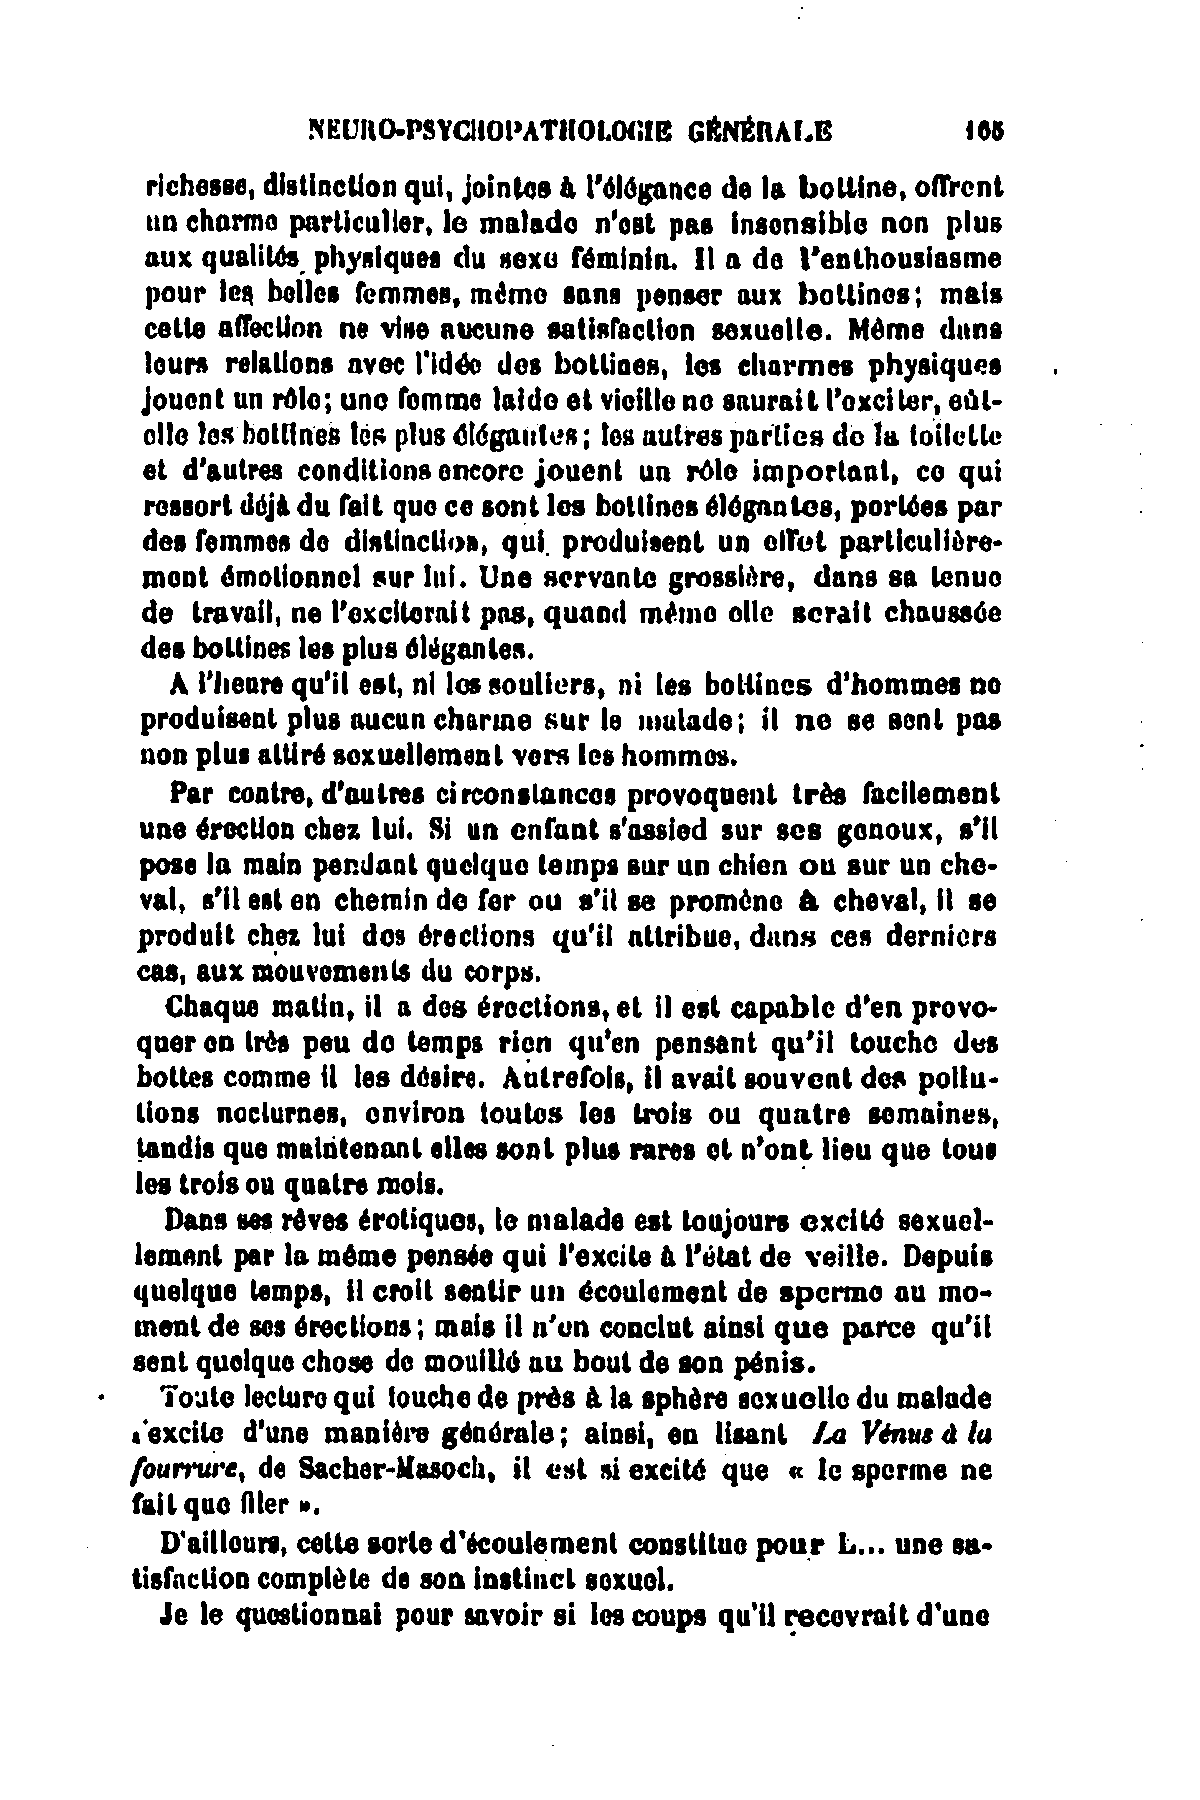 NEURO-PSYCHOPATHOLOGIE GÉNÉRALE 165
richesse, distinction qui, jointes à l'élégance de la bottine, offrent
un charme particulier, le malade n'est pas insensible non plus
aux qualités physiques du sexe féminin. Il a de l'enthousiasme
pour les belles femmes, même sans penser aux bottines; mais
cette affection ne vise aucune satisfaction sexuelle. Même dans
leurs relations avec l'idée des bottines, les charmes physiques
jouent un rôle; une femme laide et vieille ne saurait l'exciter, eût-
elle les bottines les plus élégantes; les autres parties de la toilette
et d'autres conditions encore jouent un rôle important, ce qui
ressort déjà du fait que ce sont les bottines élégantes, portées par
des femmes de distinction, qui produisent un effet particulière-
ment émotionnel sur lui. Une servante grossière, dans sa tenue
de travail, ne l'exciterait pas, quand même elle serait chaussée
des bottines les plus élégantes.
A l'heure qu'il est, ni les souliers, ni les bottines d'hommes ne
produisent plus aucun charme sur le malade; il ne se sent pas
non plus attiré sexuellement vers les hommes.
Par contre, d'autres circonstances provoquent très facilement
une érection chez lui. Si un enfant s'assied sur ses genoux, s'il
pose la main pendant quelque temps sur un chien ou sur un che-
val, s'il est en chemin de fer ou s'il se promène à cheval, il se
produit chez lui des érections qu'il attribue, dans ces derniers
cas, aux mouvements du corps.
Chaque matin, il a des érections, et il est capable d'en provo-
quer en très peu de temps rien qu'en pensant qu'il touche des
bottes comme il les désire. Autrefois, il avait souvent des pollu-
tions nocturnes, environ toutes les trois ou quatre semaines,
tandis que maintenant elles sont plus rares et n'ont lieu que tous
les trois ou quatre mois.
Dans ses rêves érotiques, le malade est toujours excité sexuel-
lement par la même pensée qui l'excite à l'état de veille. Depuis
quelque temps, il croit sentir un écoulement de sperme au mo-
ment de ses érections; mais il n'en conclut ainsi que parce qu'il
sent quelque chose de mouillé au bout de son pénis.
Toute lecture qui touche de près à la sphère sexuelle du malade
l'excite d'une manière générale; ainsi, en lisant La Vénus à la
fourrure, de Sacher-Masoch, il est si excité que « le sperme ne
fait que filer ».
D'ailleurs, cette sorte d'écoulement constitue pour L... une sa-
tisfaction complète de son instinct sexuel.
Je le questionnai pour savoir si les coups qu'il recevrait d'une